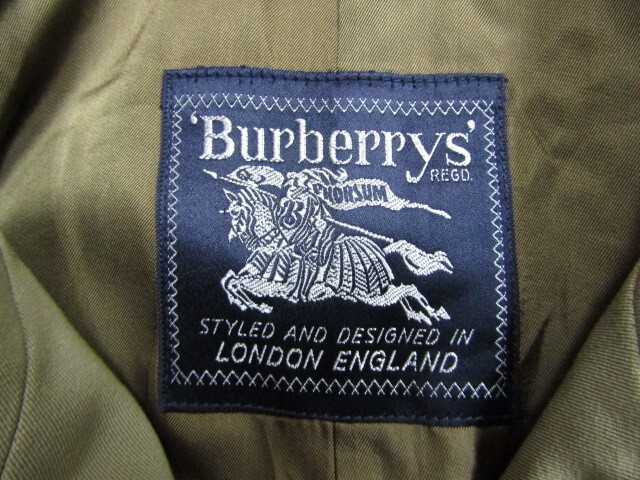 'Burberrys'
REGD.
PRORSUM
B
STYLED AND DESIGNED IN
LONDON ENGLAND